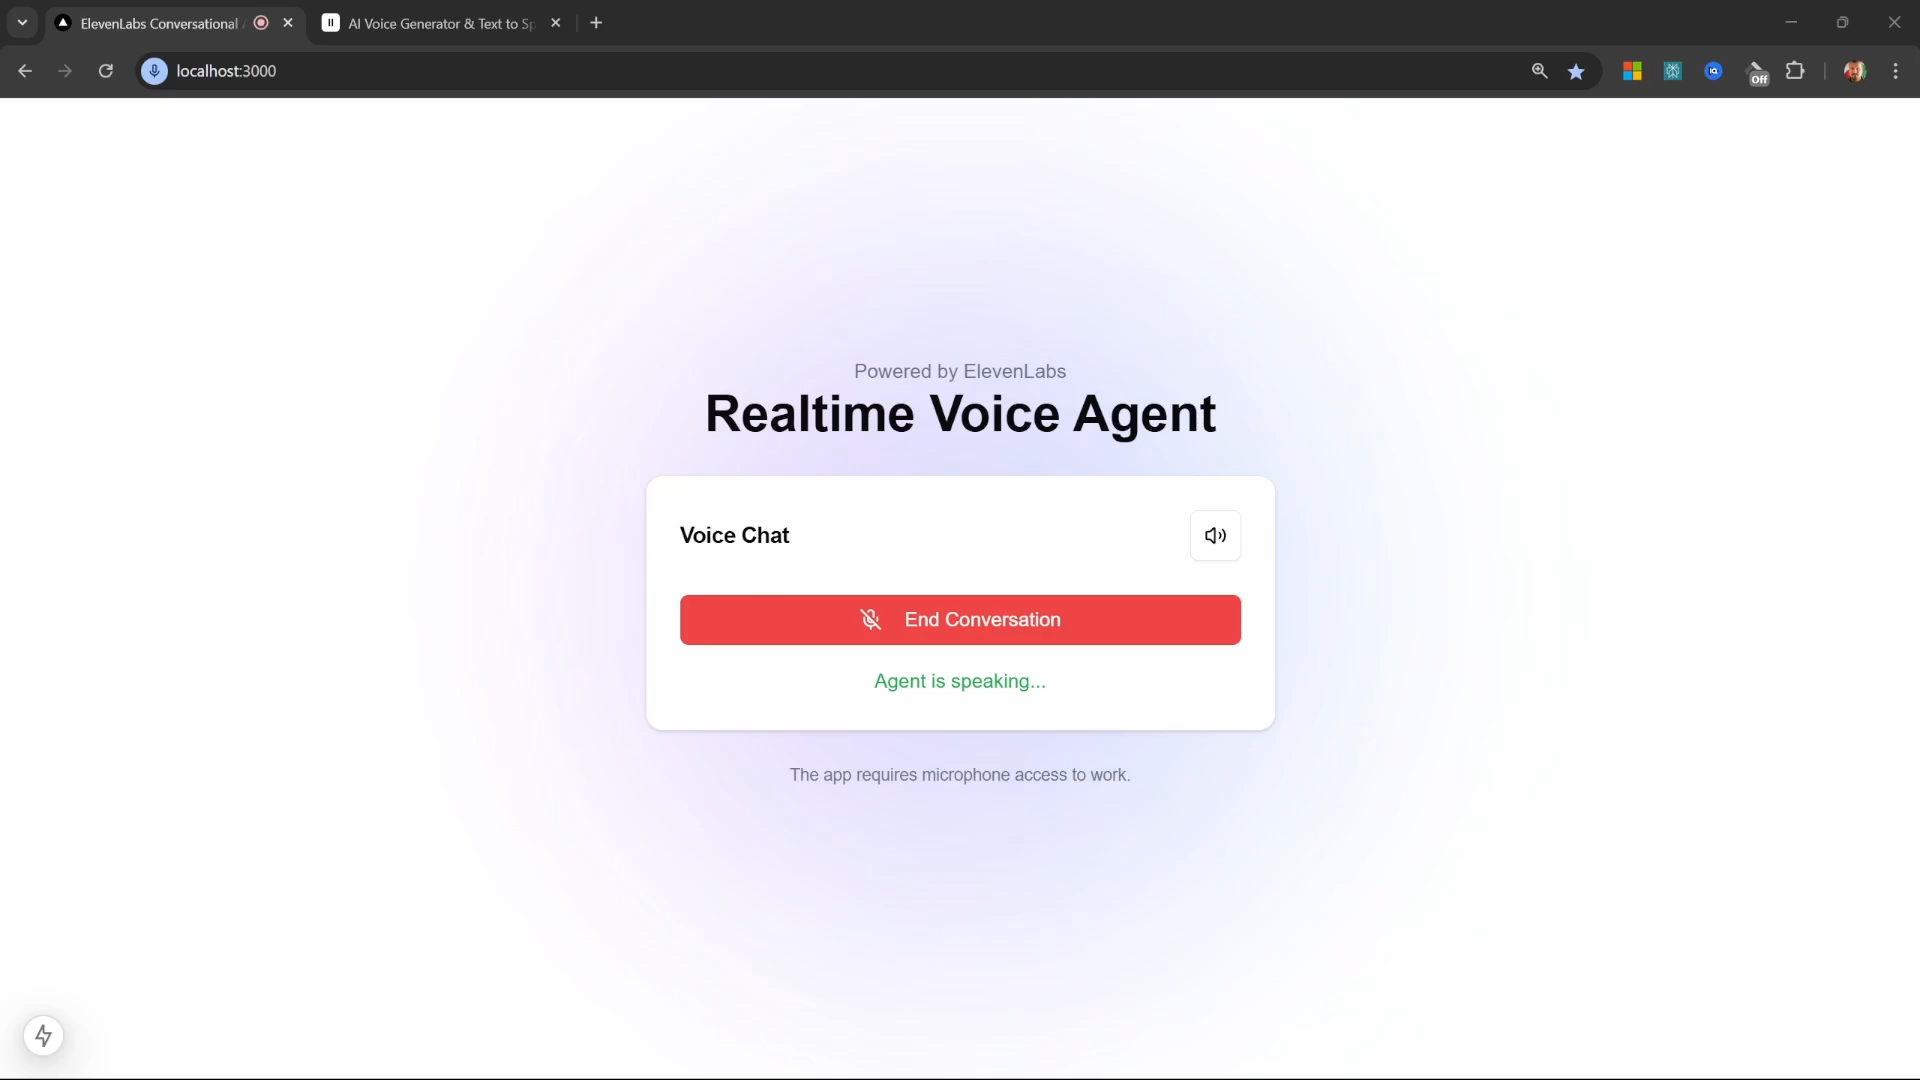 ElevenLabs Conversational
AI Voice Generator & Text to Sp
localhost:3000
Off
Powered by ElevenLabs
Realtime Voice Agent
Voice Chat
End Conversation
Agent is speaking...
The app requires microphone access to work.